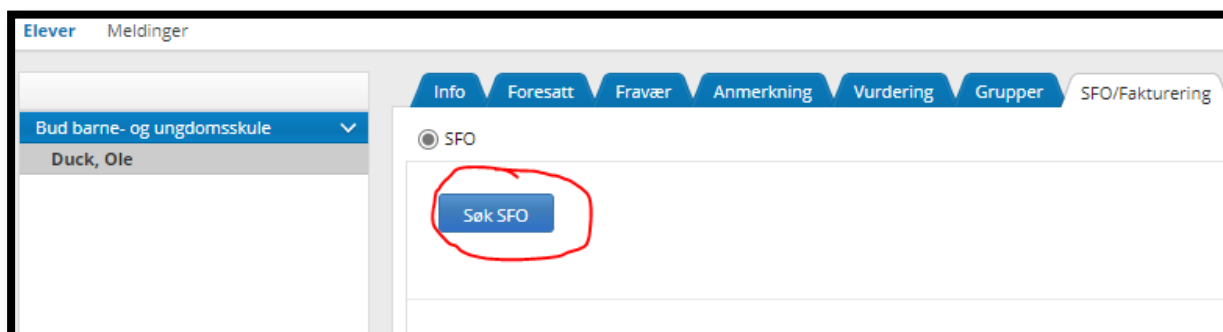 Elever Meldinger
Info Foresatt Fravær Anmerkning Vurdering Grupper SFO/Fakturering
Bud barne- og ungdomsskule
Duck, Ole
SFO
Søk SFO